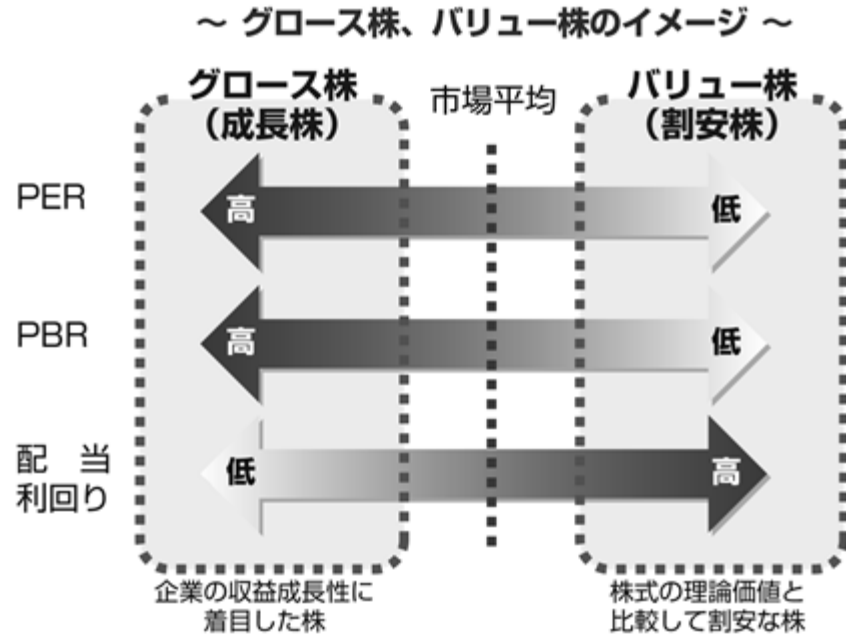 ～ グロース株、バリュー株のイメージ ～
グロース株
（成長株）
市場平均
バリュー株
（割安株）
PER
高
低
PBR
高
低
配　当
利回り
低
高
企業の収益成長性に
着目した株
株式の理論価値と
比較して割安な株